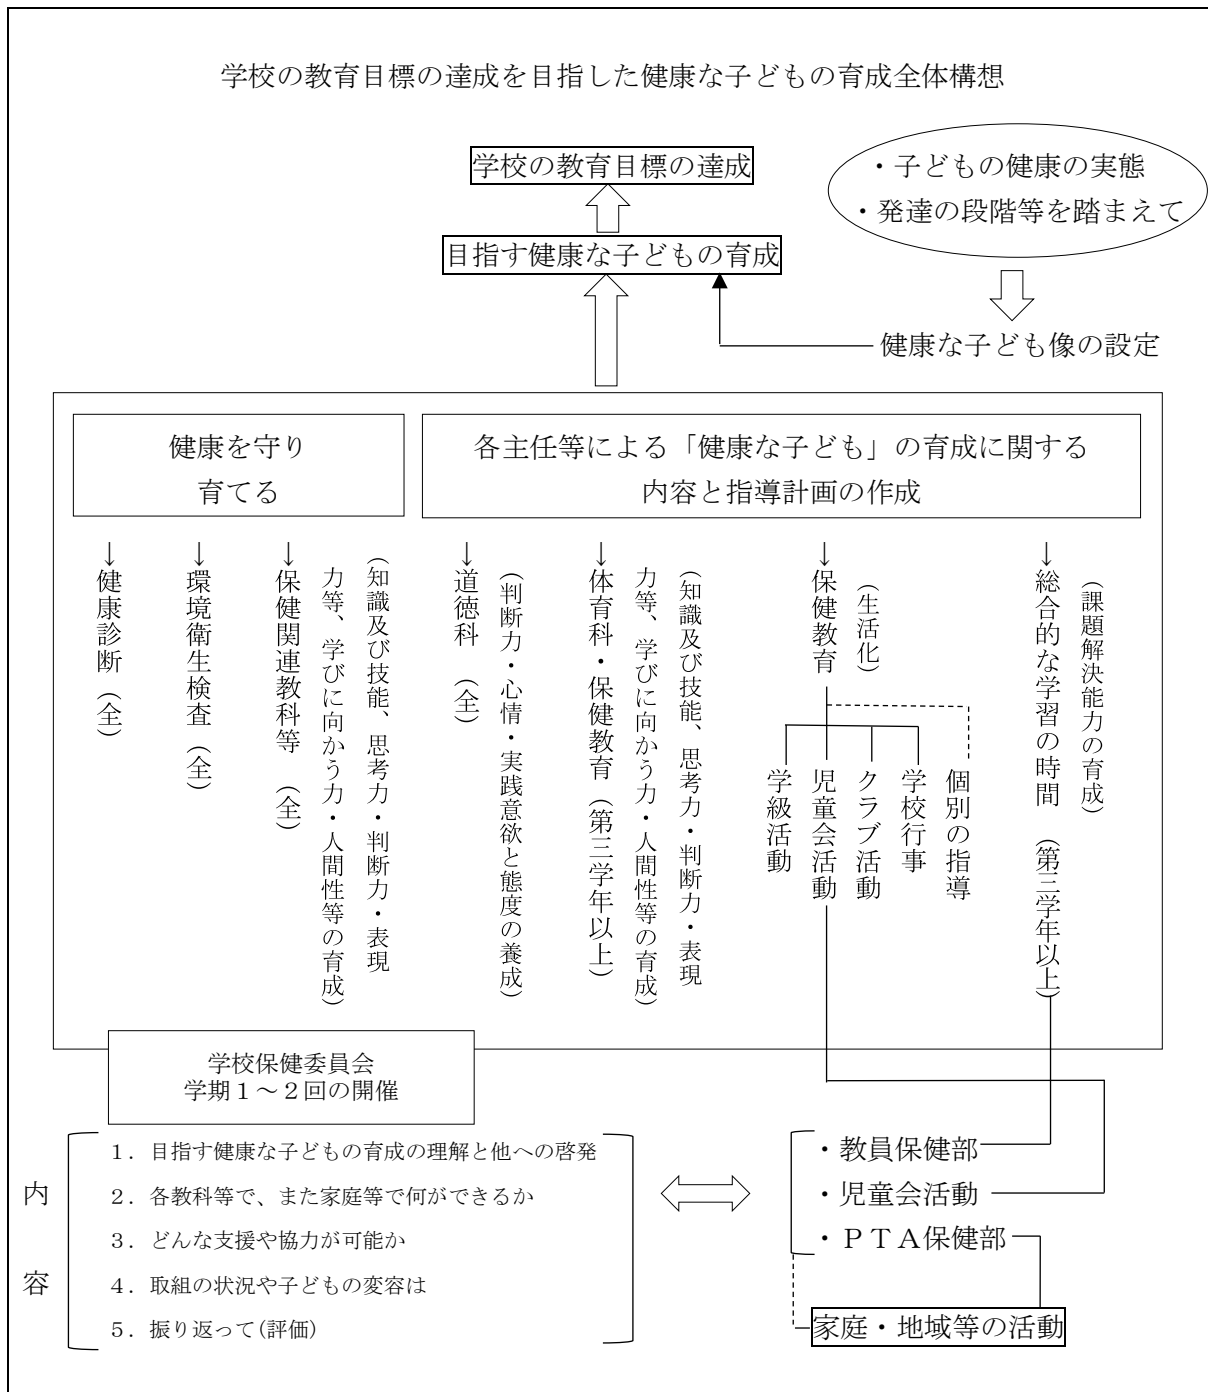 学校の教育目標の達成を目指した健康な子どもの育成全体構想
学校の教育目標の達成
・子どもの健康の実態
・発達の段階等を踏まえて
目指す健康な子どもの育成
健康な子ども像の設定
健康を守り
育てる
各主任等による「健康な子ども」の育成に関する
内容と指導計画の作成
↓健康診断（全）
↓環境衛生検査（全）
↓保健関連教科等（全）
(知識及び技能、思考力・判断力・表現
力等、学びに向かう力・人間性等の育成)
↓道徳科（全）
(判断力・心情・実践意欲と態度の養成)
↓体育科・保健教育（第三学年以上）
(知識及び技能、思考力・判断力・表現
力等、学びに向かう力・人間性等の育成)
↓保健教育
(生活化)
学級活動
児童会活動
クラブ活動
学校行事
個別の指導
↓総合的な学習の時間（第三学年以上）
(課題解決能力の育成)
学校保健委員会
学期１～２回の開催
内容
１．目指す健康な子どもの育成の理解と他への啓発
２．各教科等で、また家庭等で何ができるか
３．どんな支援や協力が可能か
４．取組の状況や子どもの変容は
５．振り返って(評価)
・教員保健部
・児童会活動
・ＰＴＡ保健部
家庭・地域等の活動